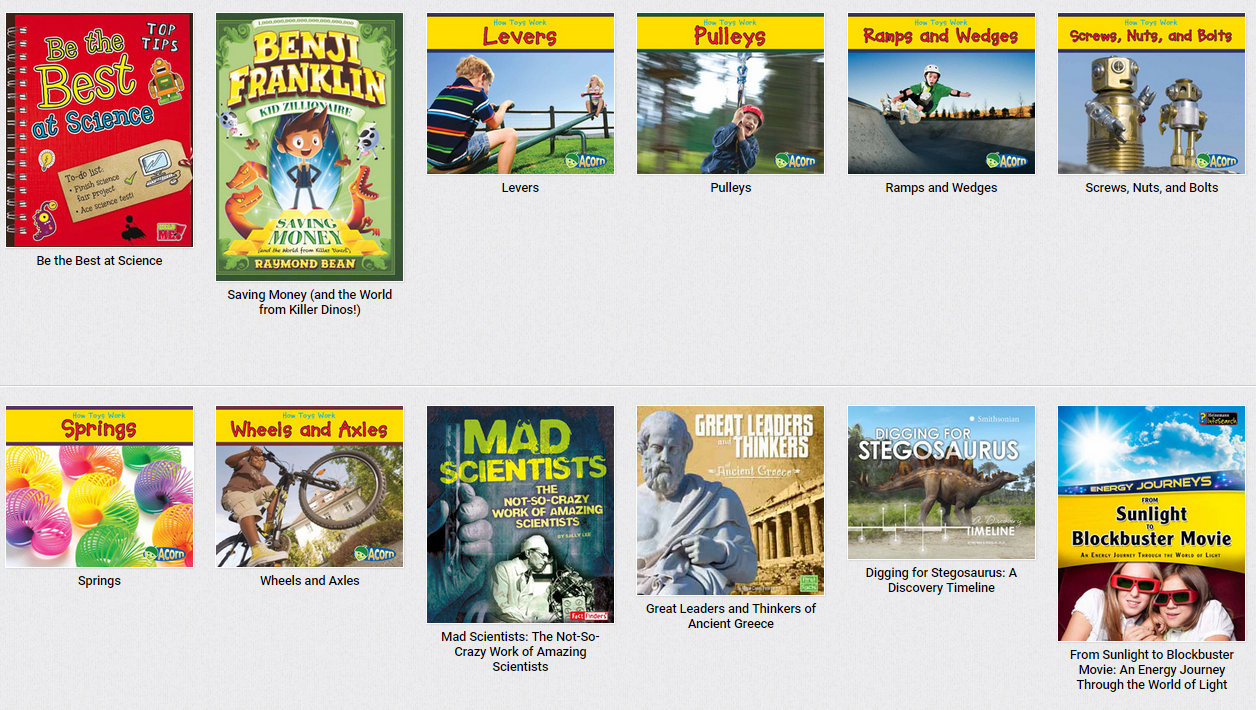 Be the
Best
at Science
TOP
TIPS
To-do list:
• Finish science
fair project
• Ace science test!
Be the Best at Science
1,000,000,000,000,000,000,000
BENJI
FRANKLIN
KID ZILLIONAIRE
SAVING
MONEY
(and the World from Killer Dinos!)
RAYMOND BEAN
Saving Money (and the World
from Killer Dinos!)
How Toys Work
Levers
Acorn
Levers
How Toys Work
Pulleys
Acorn
Pulleys
How Toys Work
Ramps and Wedges
Acorn
Ramps and Wedges
How Toys Work
Screws, Nuts, and Bolts
Acorn
Screws, Nuts, and Bolts
How Toys Work
Springs
Acorn
Springs
How Toys Work
Wheels and Axles
Acorn
Wheels and Axles
MAD
SCIENTISTS
THE
NOT-SO-CRAZY
WORK OF AMAZING
SCIENTISTS
BY SALLY LEE
Fact Finders
Mad Scientists: The Not-So-
Crazy Work of Amazing
Scientists
GREAT LEADERS
and THINKERS
of
Ancient Greece
Great Leaders and Thinkers of
Ancient Greece
Smithsonian
DIGGING FOR
STEGOSAURUS
A Discovery
TIMELINE
Digging for Stegosaurus: A
Discovery Timeline
Heinemann
InfoSearch
ENERGY JOURNEYS
FROM
Sunlight
TO
Blockbuster Movie
AN ENERGY JOURNEY THROUGH THE WORLD OF LIGHT
From Sunlight to Blockbuster
Movie: An Energy Journey
Through the World of Light